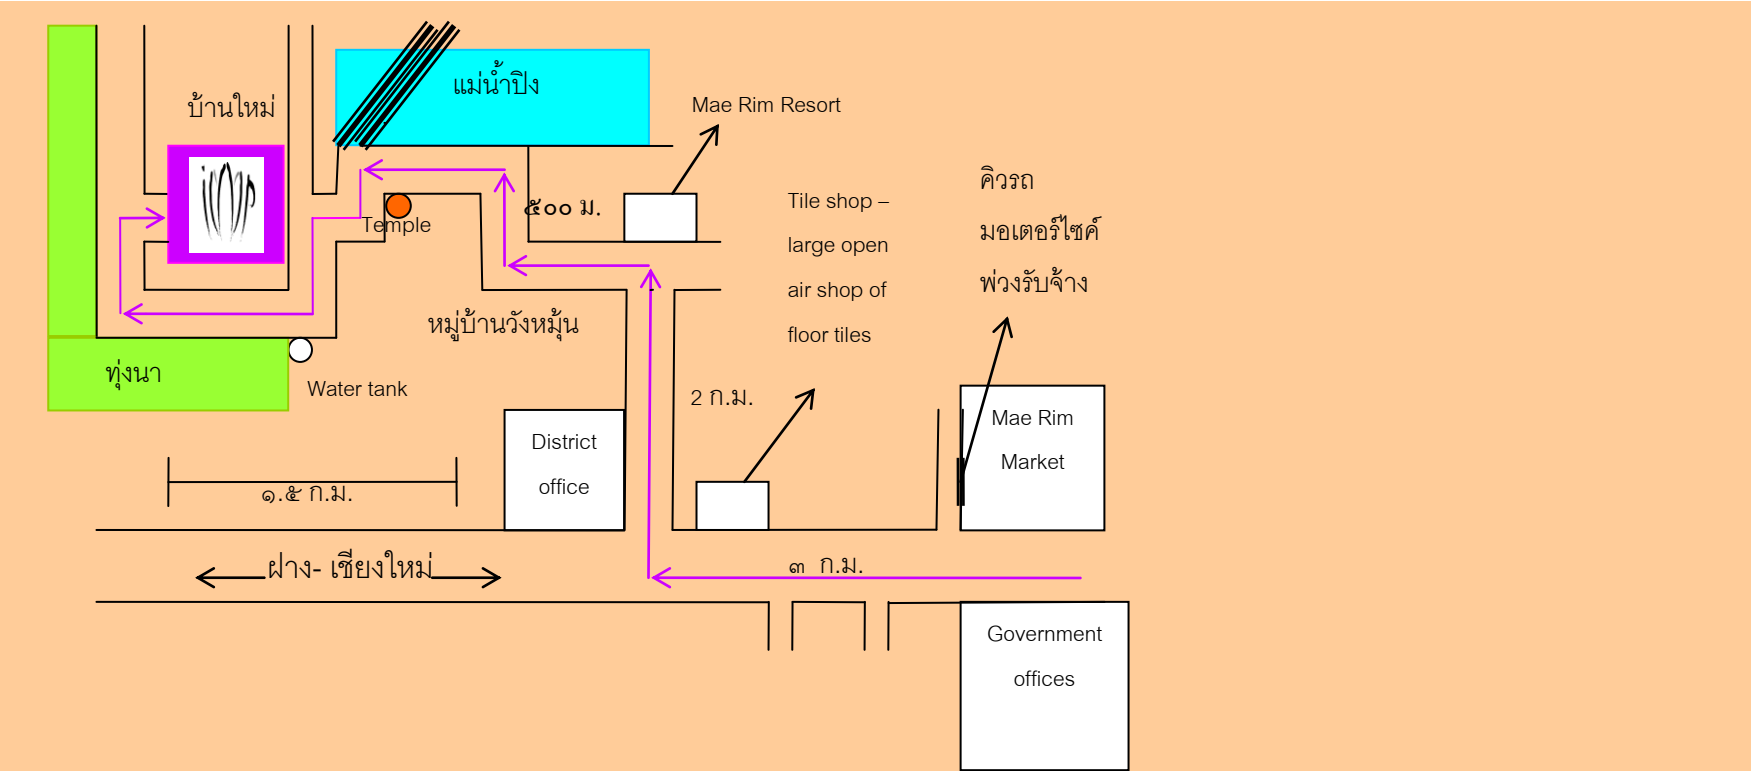 แม่น้ำปิง
บ้านใหม่
Mae Rim Resort
คิวรถ
มอเตอร์ไซค์
พ่วงรับจ้าง
Tile shop –
large open
air shop of
floor tiles
๕๐๐ ม.
Temple
หมู่บ้านวังหมุ้น
ทุ่งนา
Water tank
2 ก.ม.
Mae Rim
Market
District
office
๑.๕ ก.ม.
ฝาง- เชียงใหม่
๓ ก.ม.
Government
offices